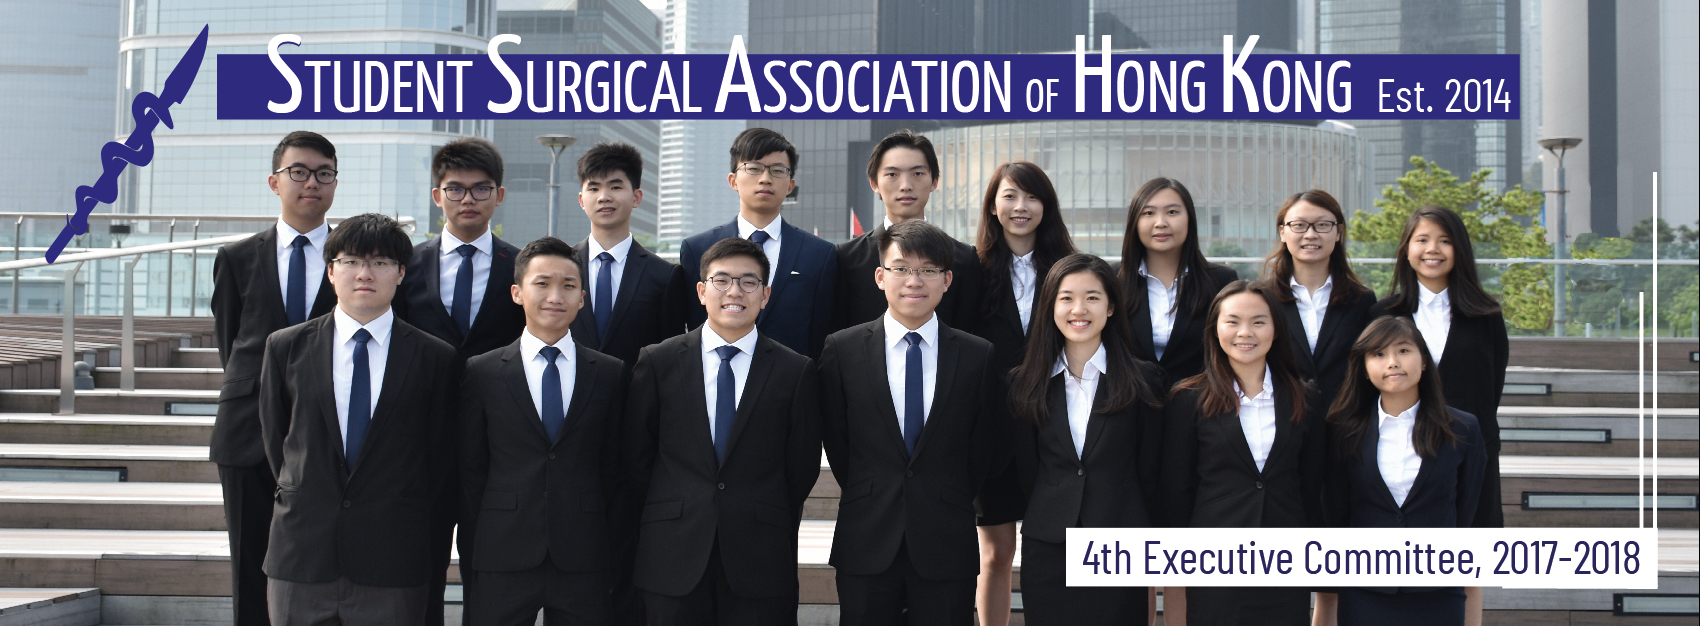 Student Surgical Association of Hong Kong Est. 2014
4th Executive Committee, 2017-2018